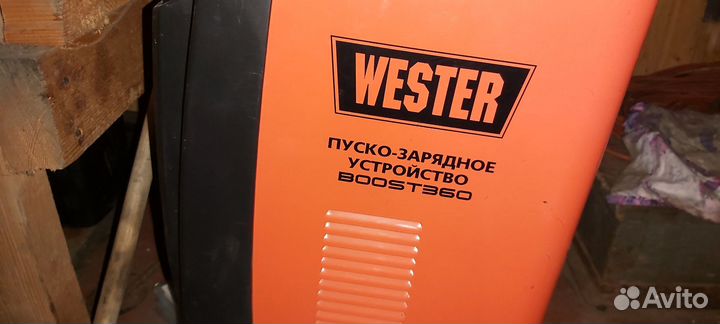 WESTER
ПУСКО-ЗАРЯДНОЕ
УСТРОЙСТВО
BOOST360
Avito